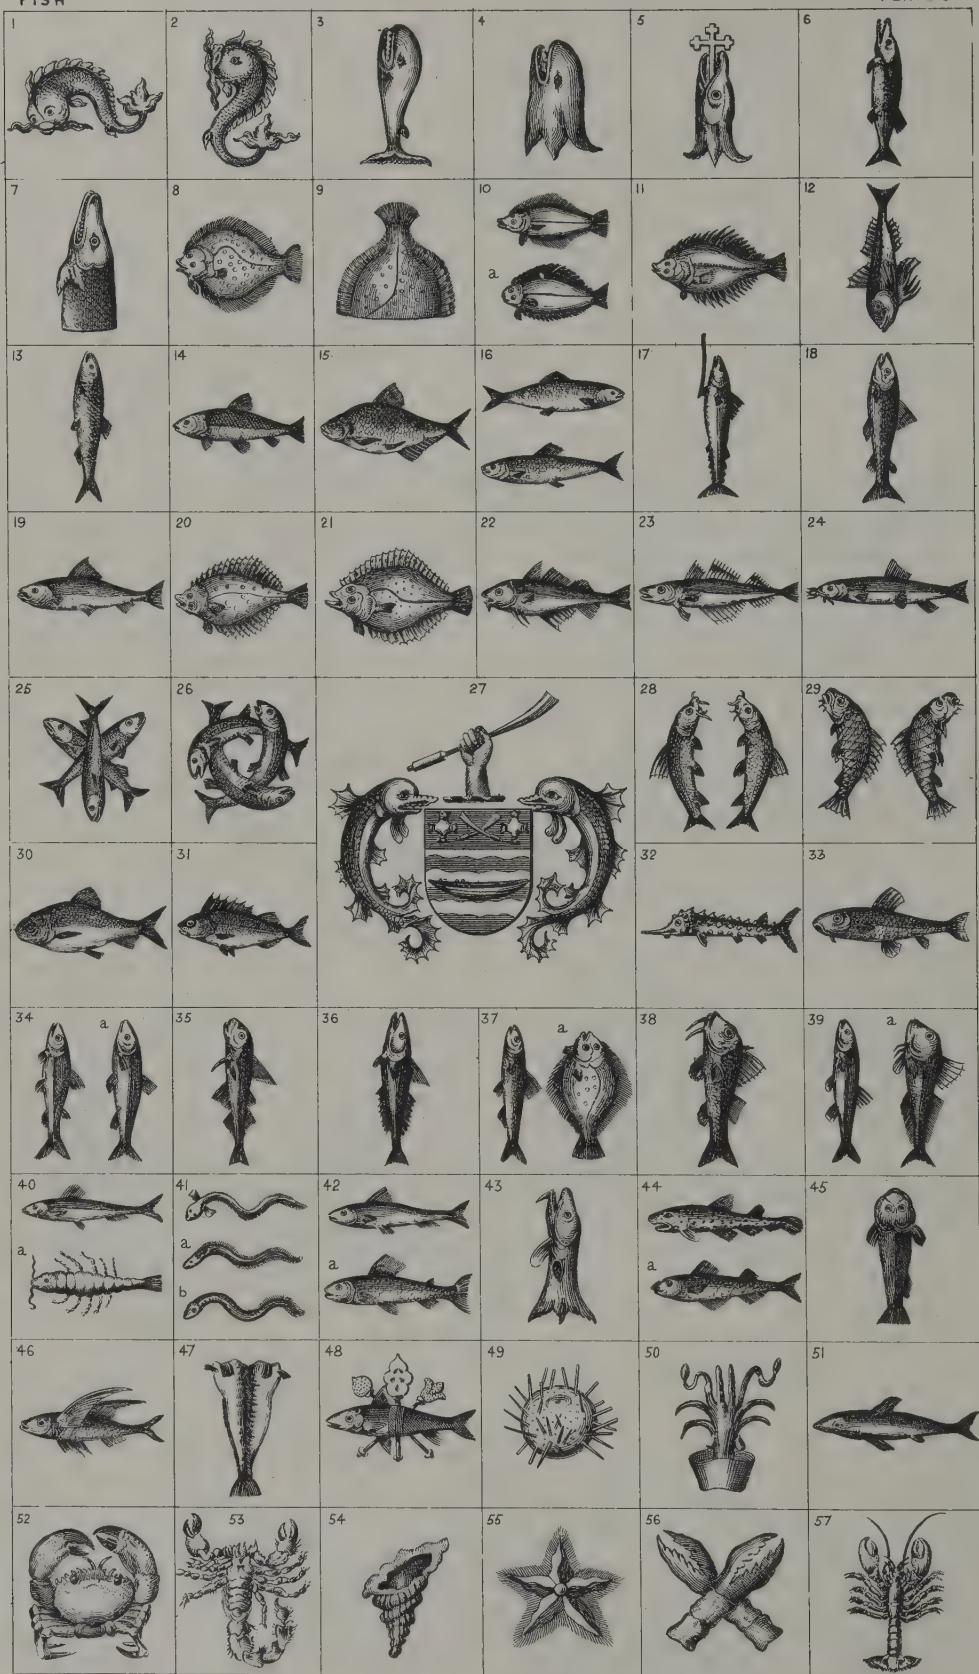 FISH
1 2 3 4 5 6
7 8 9 10 11 12
a
13 14 15 16 17 18
19 20 21 22 23 24
25 26 27 28 29
30 31 32 33
34 a 35 36 37 a 38 39 a
40 41 42 43 44 45
a a a a
b
46 47 48 49 50 51
52 53 54 55 56 57